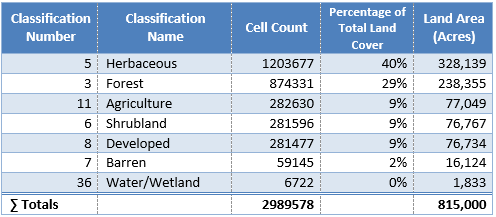 Classification Number Classification Name Cell Count Percentage of Total Land Cover Land Area (Acres)
5 Herbaceous 1203677 40% 328,139
3 Forest 874331 29% 238,355
11 Agriculture 282630 9% 77,049
6 Shrubland 281596 9% 76,767
8 Developed 281477 9% 76,734
7 Barren 59145 2% 16,124
36 Water/Wetland 6722 0% 1,833
∑ Totals 2989578 815,000